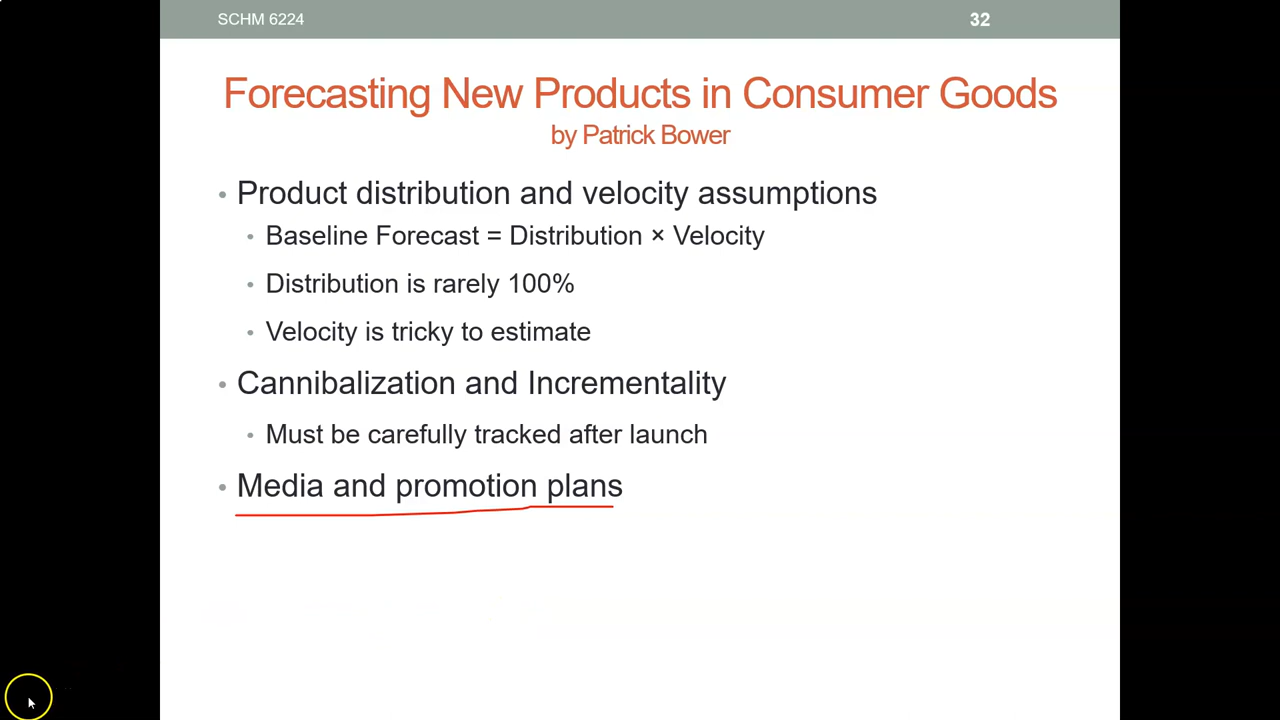 SCHM 6224
32
Forecasting New Products in Consumer Goods
by Patrick Bower
• Product distribution and velocity assumptions
• Baseline Forecast = Distribution × Velocity
• Distribution is rarely 100%
• Velocity is tricky to estimate
• Cannibalization and Incrementality
• Must be carefully tracked after launch
• Media and promotion plans